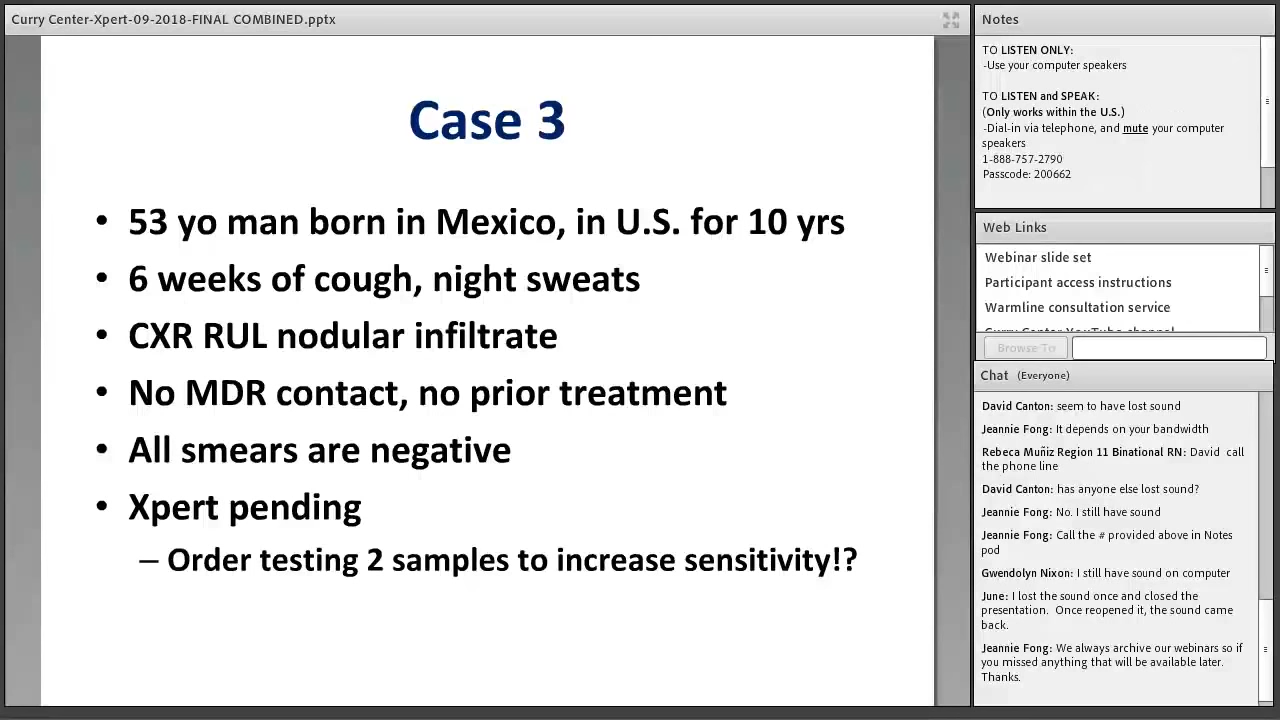 Curry Center-Xpert-09-2018-FINAL COMBINED.pptx
Case 3
• 53 yo man born in Mexico, in U.S. for 10 yrs
• 6 weeks of cough, night sweats
• CXR RUL nodular infiltrate
• No MDR contact, no prior treatment
• All smears are negative
• Xpert pending
– Order testing 2 samples to increase sensitivity!?
Notes
TO LISTEN ONLY:
-Use your computer speakers
TO LISTEN and SPEAK:
(Only works within the U.S.)
-Dial-in via telephone, and mute your computer
speakers
1-888-757-2790
Passcode: 200662
Web Links
Webinar slide set
Participant access instructions
Warmline consultation service
Curry Center YouTube channel
Browse To
Chat (Everyone)
David Canton: seem to have lost sound
Jeannie Fong: It depends on your bandwidth
Rebeca Muñiz Region 11 Binational RN: David call
the phone line
David Canton: has anyone else lost sound?
Jeannie Fong: No. I still have sound
Jeannie Fong: Call the # provided above in Notes
pod
Gwendolyn Nixon: I still have sound on computer
June: I lost the sound once and closed the
presentation. Once reopened it, the sound came
back.
Jeannie Fong: We always archive our webinars so if
you missed anything that will be available later.
Thanks.